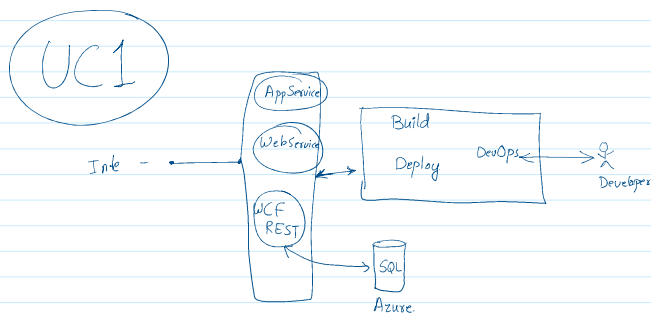 UC1
AppService
WebService
Inte -
WCF
REST
Build
Deploy
DevOps
Developer
SQL
Azure.